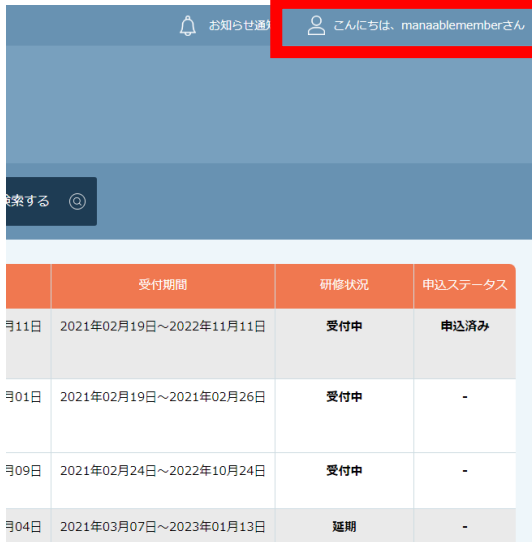 お知らせ通知 こんにちは、manaablememberさん
検索する
受付期間 研修状況 申込ステータス
月11日 2021年02月19日～2022年11月11日 受付中 申込済み
月01日 2021年02月19日～2021年02月26日 受付中 -
月09日 2021年02月24日～2022年10月24日 受付中 -
月04日 2021年03月07日～2023年01月13日 延期 -